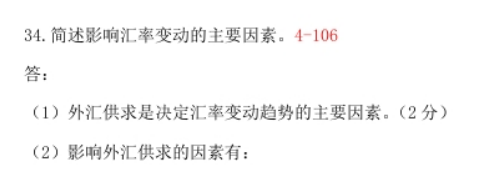 34.简述影响汇率变动的主要因素。4-106
答：
（1）外汇供求是决定汇率变动趋势的主要因素。（2 分）
（2）影响外汇供求的因素有：